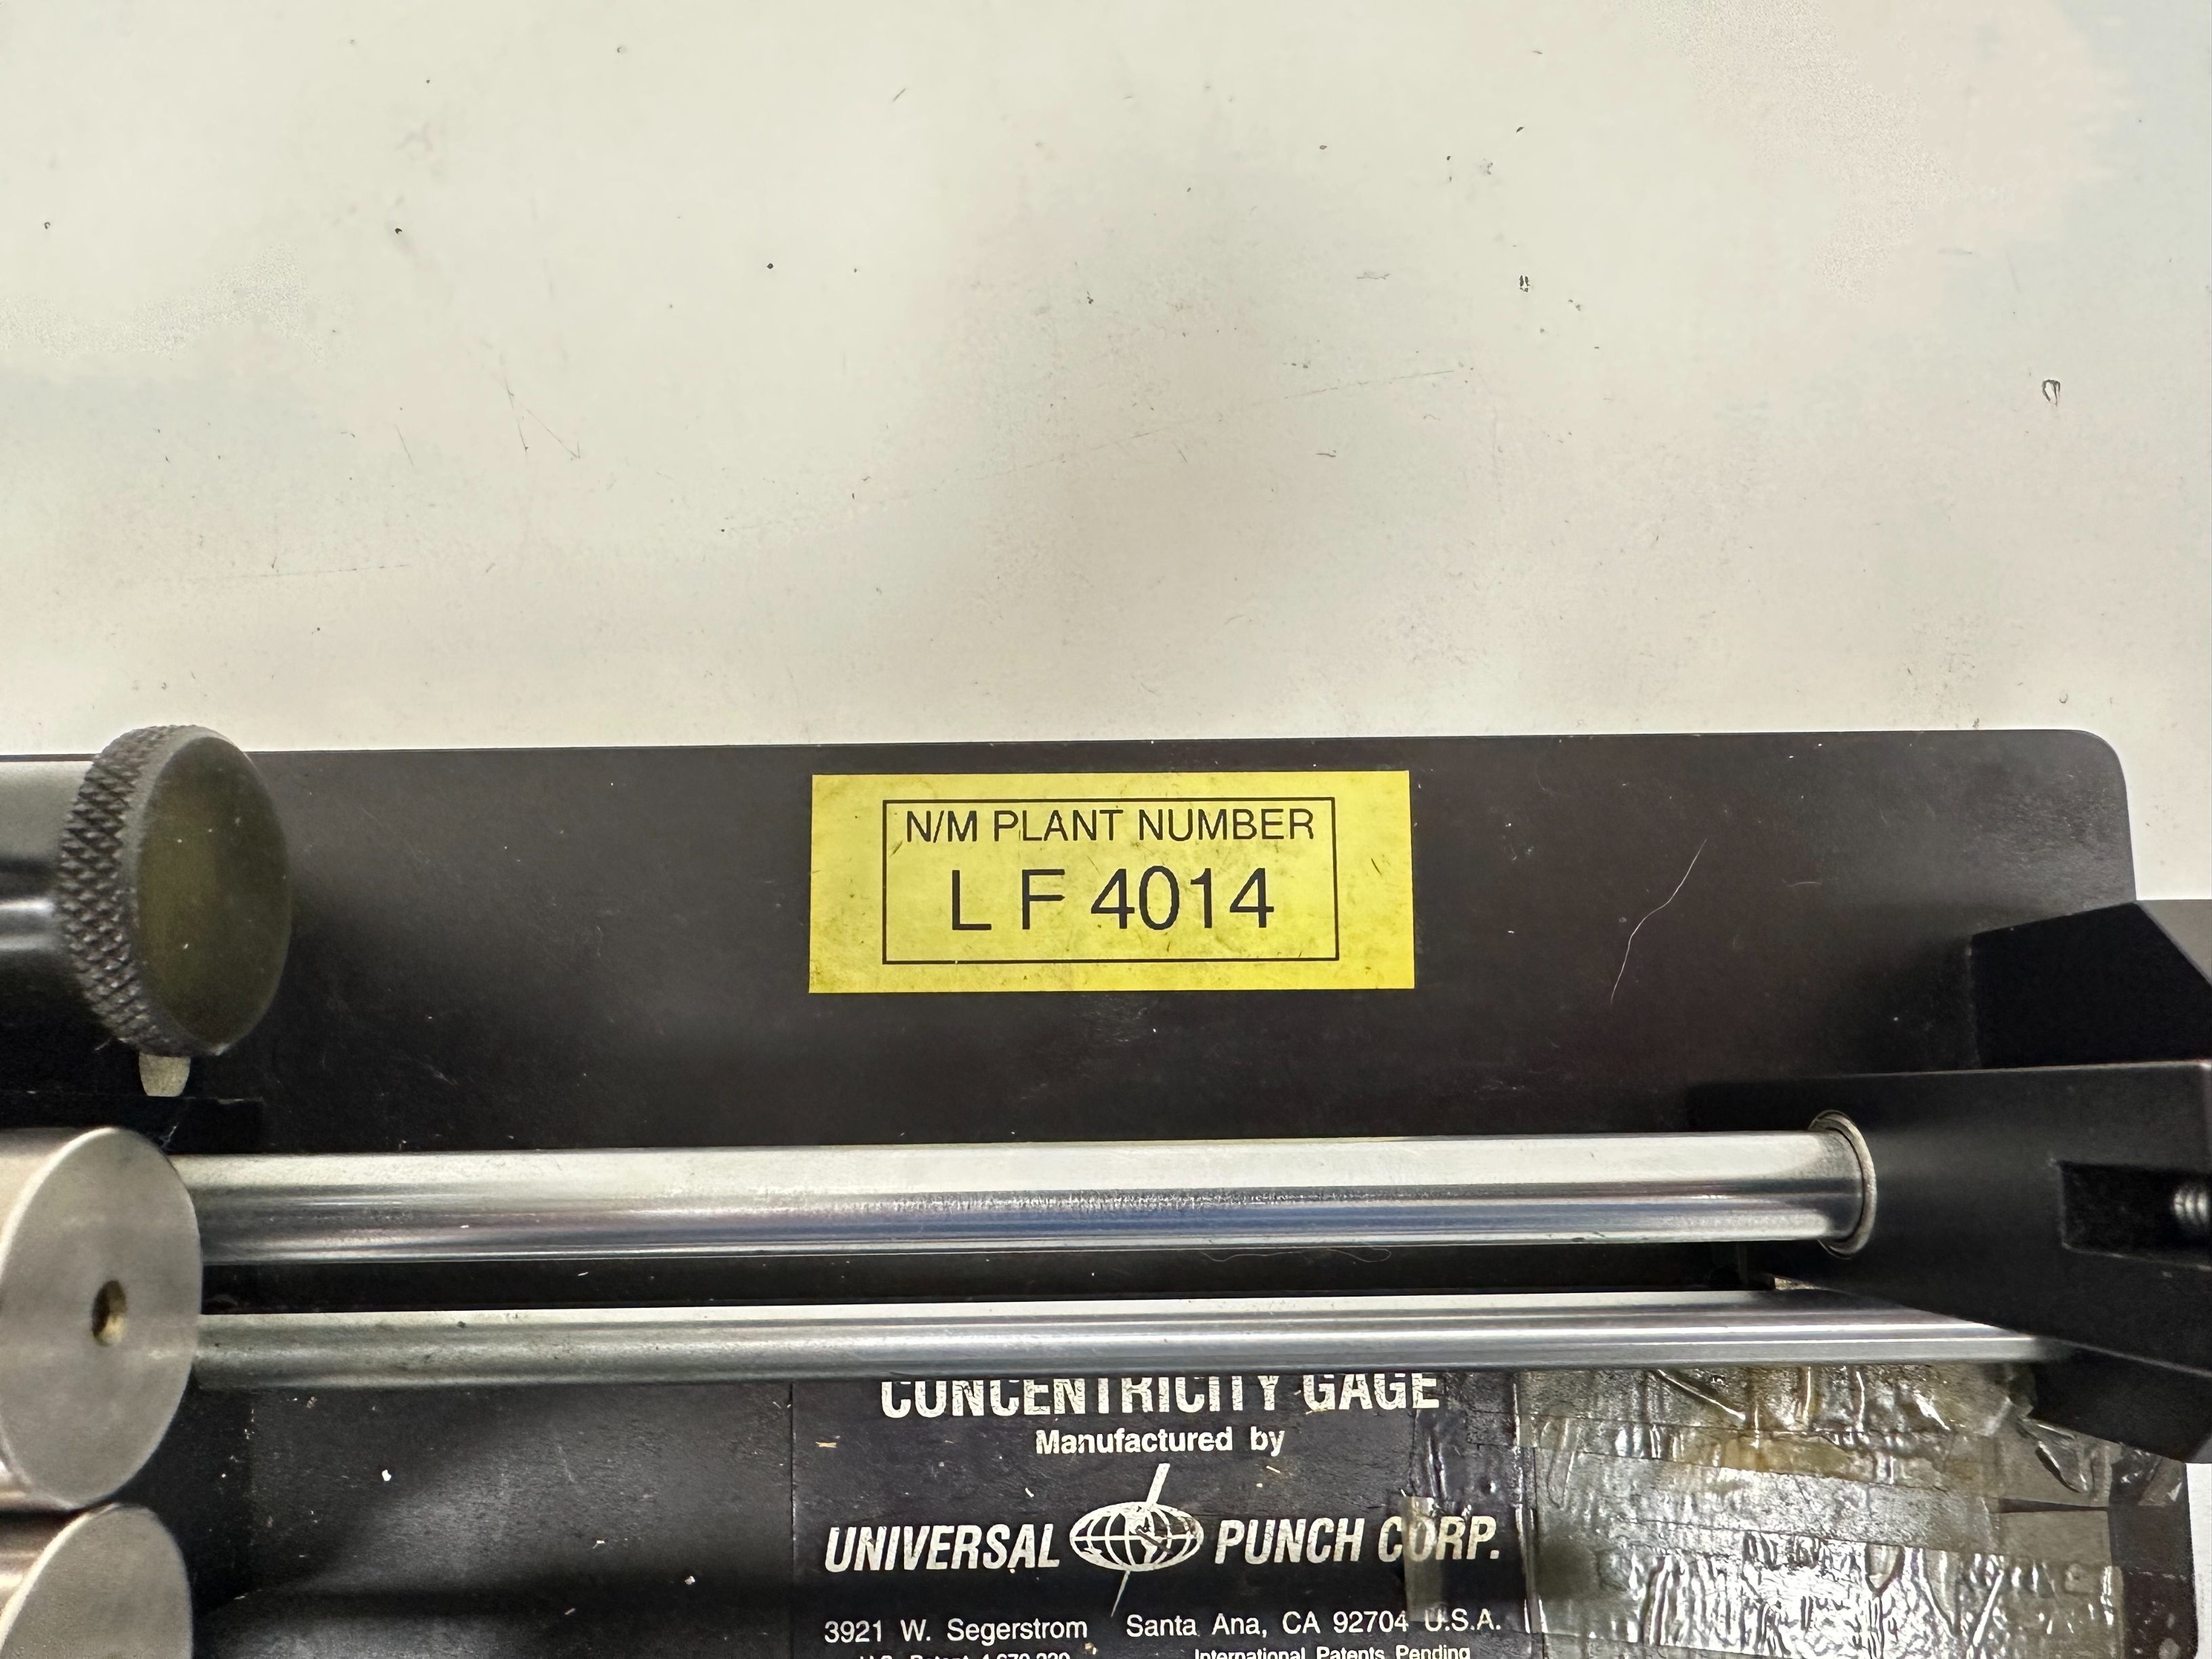 N/M PLANT NUMBER
L F 4014
CONCENTRICITY GAGE
Manufactured by
UNIVERSAL PUNCH CORP.
3921 W. Segerstrom Santa Ana, CA 92704 U.S.A.
U.S. Patent International Patents Pending